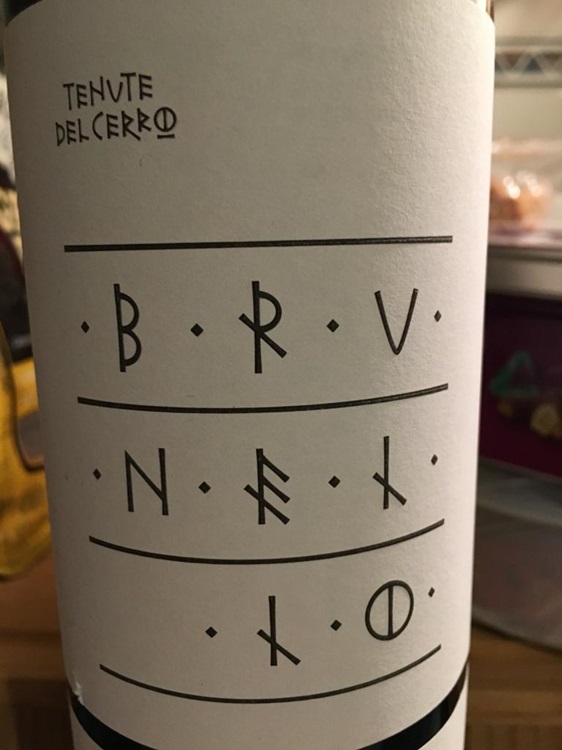 TENUTE
DEL CERRO
· B · R · V ·
· N · E · L ·
· L · O ·